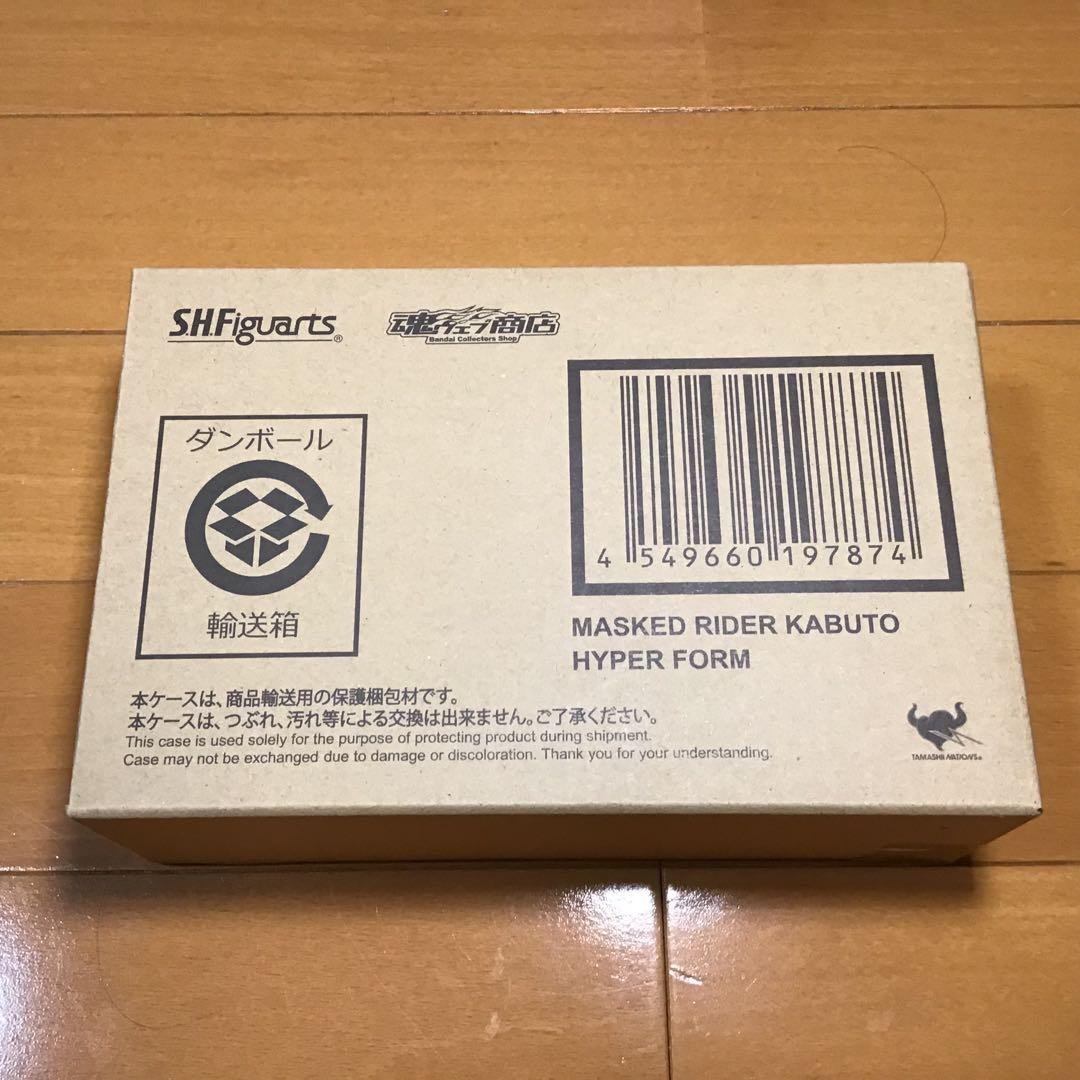 S.H.Figuarts®
魂ウェブ商店
Bandai Collectors Shop
ダンボール
輸送箱
4 549660 197874
MASKED RIDER KABUTO
HYPER FORM
本ケースは、商品輸送用の保護梱包材です。
本ケースは、つぶれ、汚れ等による交換は出来ません。ご了承ください。
This case is used solely for the purpose of protecting product during shipment.
Case may not be exchanged due to damage or discoloration. Thank you for your understanding.
TAMASHII NATIONS®